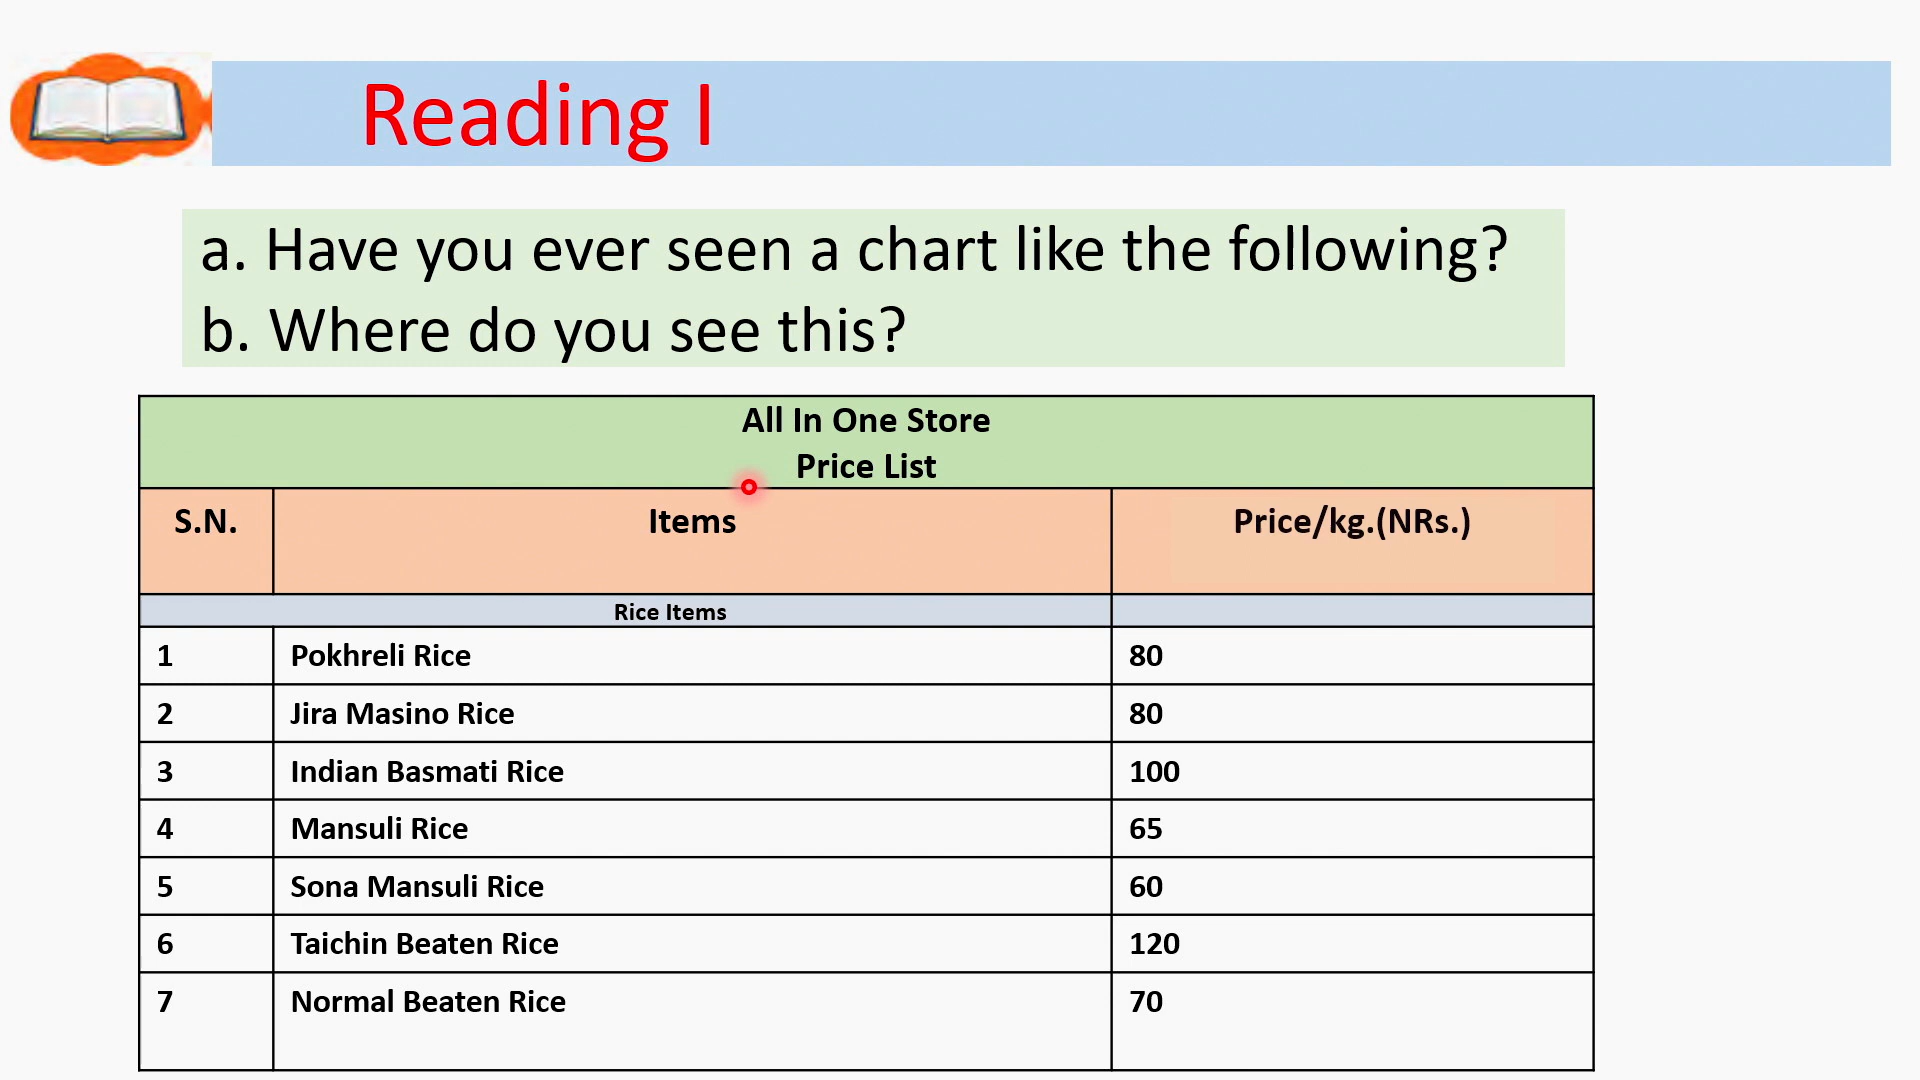 Reading I
a. Have you ever seen a chart like the following?
b. Where do you see this?
All In One Store
Price List
S.N. Items Price/kg.(NRs.)
Rice Items
1 Pokhreli Rice 80
2 Jira Masino Rice 80
3 Indian Basmati Rice 100
4 Mansuli Rice 65
5 Sona Mansuli Rice 60
6 Taichin Beaten Rice 120
7 Normal Beaten Rice 70